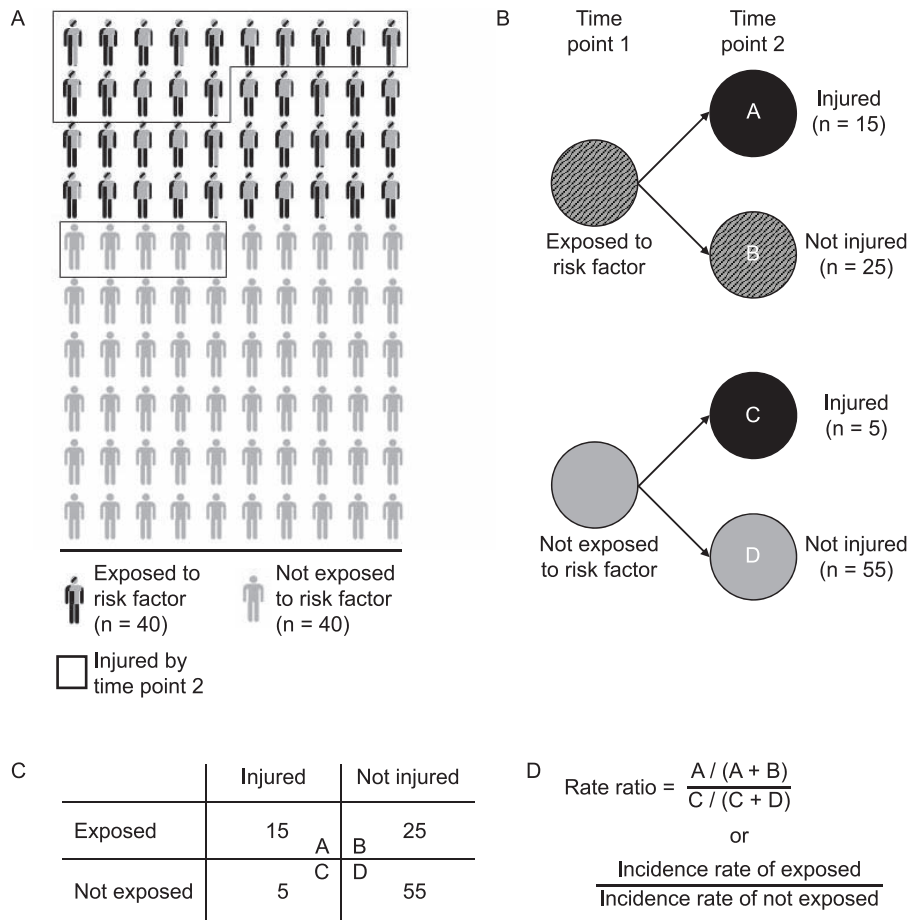 A
B
Time
point 1
Time
point 2
A
Injured
(n = 15)
Exposed to
risk factor
B
Not injured
(n = 25)
C
Injured
(n = 5)
Not exposed
to risk factor
D
Not injured
(n = 55)
Exposed to
risk factor
(n = 40)
Not exposed
to risk factor
(n = 40)
Injured by
time point 2
C
Injured Not injured
Exposed 15 25
A B
C D
Not exposed 5 55
D
Rate ratio = A / (A + B)
C / (C + D)
or
Incidence rate of exposed
Incidence rate of not exposed